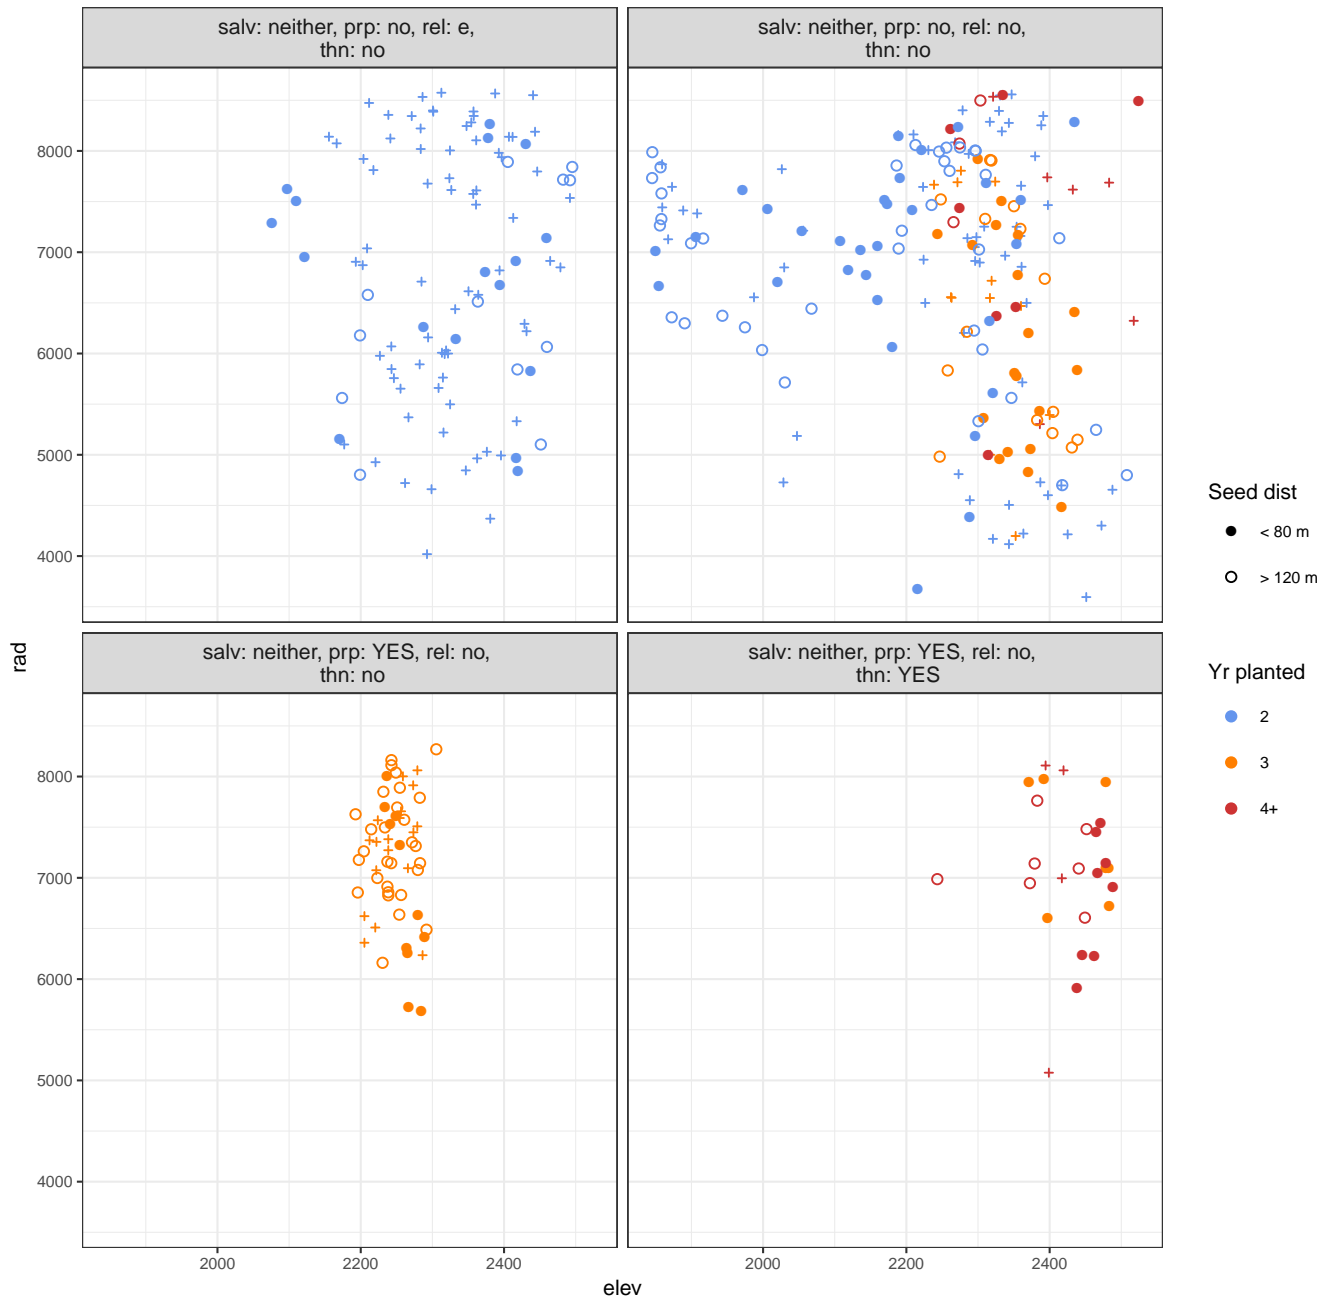 salv: neither, prp: no, rel: e,
thn: no
salv: neither, prp: no, rel: no,
thn: no
8000
7000
6000
5000
4000
salv: neither, prp: YES, rel: no,
thn: no
salv: neither, prp: YES, rel: no,
thn: YES
8000
7000
6000
5000
4000
2000
2200
2400
2000
2200
2400
elev
rad
Seed dist
< 80 m
> 120 m
Yr planted
2
3
4+